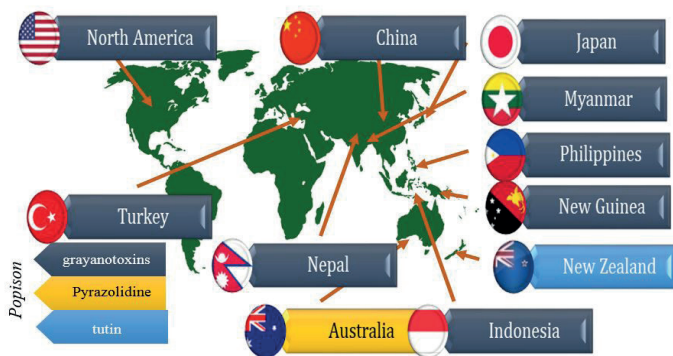 North America
China
Japan
Myanmar
Philippines
New Guinea
Turkey
Nepal
New Zealand
Popison
grayanotoxins
Pyrazolidine
tutin
Australia
Indonesia